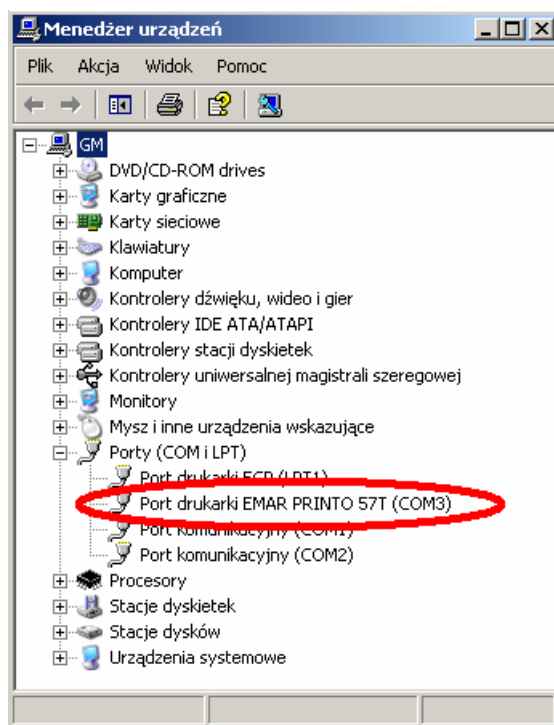 Menedżer urządzeń
Plik Akcja Widok Pomoc
GM
DVD/CD-ROM drives
Karty graficzne
Karty sieciowe
Klawiatury
Komputer
Kontrolery dźwięku, wideo i gier
Kontrolery IDE ATA/ATAPI
Kontrolery stacji dyskietek
Kontrolery uniwersalnej magistrali szeregowej
Monitory
Mysz i inne urządzenia wskazujące
Porty (COM i LPT)
Port drukarki ECP (LPT1)
Port drukarki EMAR PRINTO 57T (COM3)
Port komunikacyjny (COM1)
Port komunikacyjny (COM2)
Procesory
Stacje dyskietek
Stacje dysków
Urządzenia systemowe